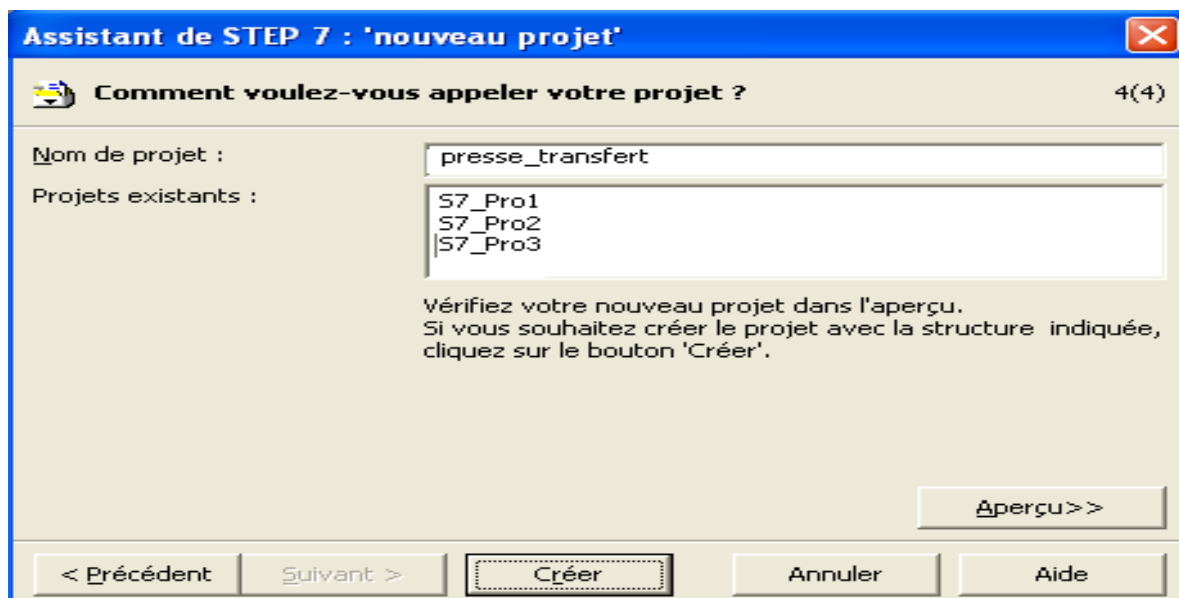 Assistant de STEP 7 : 'nouveau projet'
Comment voulez-vous appeler votre projet ? 4(4)
Nom de projet : presse_transfert
Projets existants : S7_Pro1
S7_Pro2
S7_Pro3
Vérifiez votre nouveau projet dans l'aperçu.
Si vous souhaitez créer le projet avec la structure indiquée,
cliquez sur le bouton 'Créer'.
Aperçu>>
< Précédent Suivant > Créer Annuler Aide